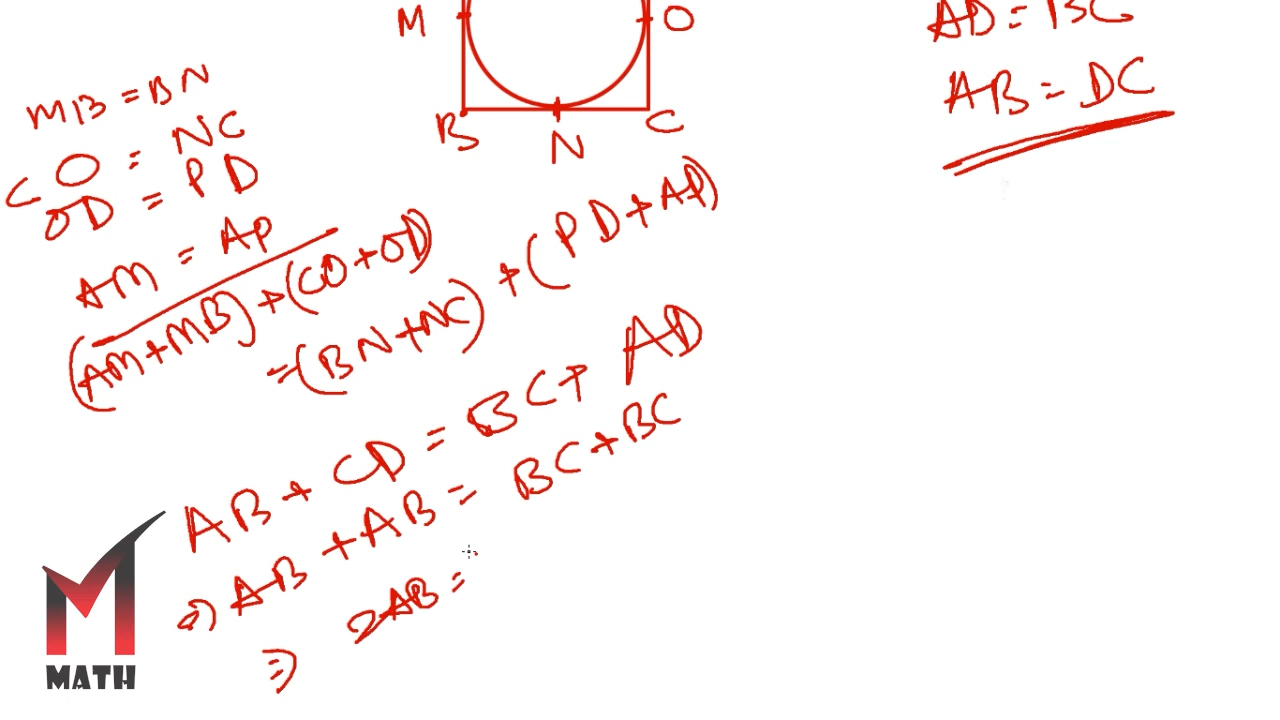 M
O
B
N
C
AD = BC
AB = DC
MB = BN
CO = NC
OD = PD
AM = AP
(AM+MB)+(CO+OD)
=(BN+NC)+(PD+AP)
AB + CD = BC + AD
⇒ AB + AB = BC + BC
⇒ 2AB =
MATH